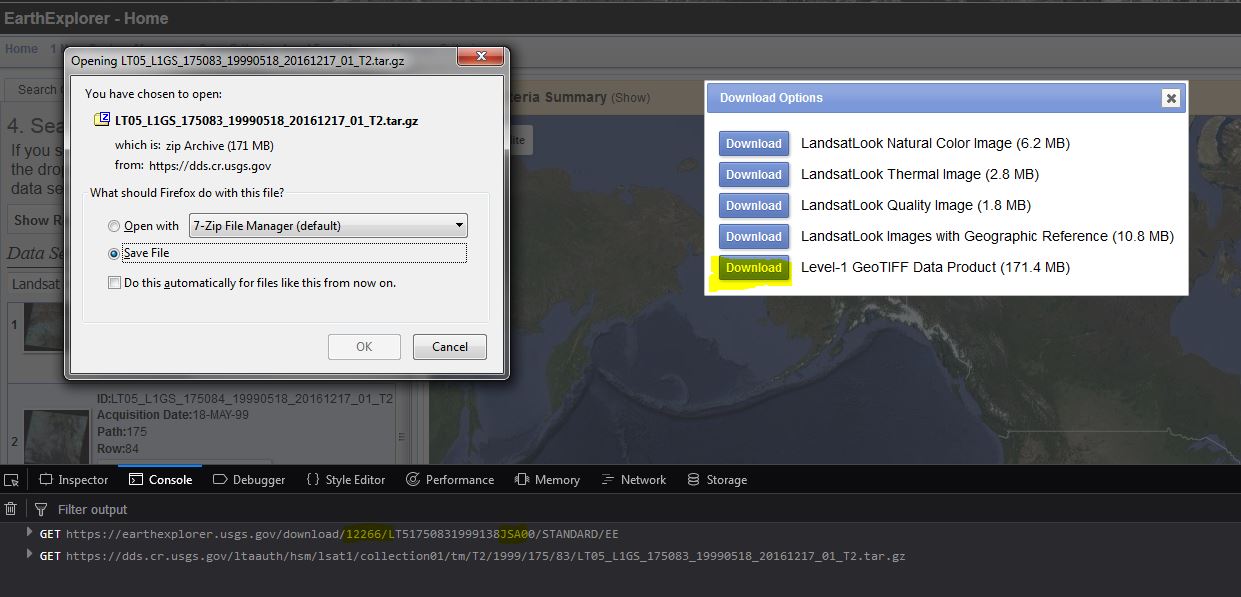 EarthExplorer - Home
Home
Opening LT05_L1GS_175083_19990518_20161217_01_T2.tar.gz
You have chosen to open:
LT05_L1GS_175083_19990518_20161217_01_T2.tar.gz
which is: zip Archive (171 MB)
from: https://dds.cr.usgs.gov
What should Firefox do with this file?
Open with 7-Zip File Manager (default)
Save File
Do this automatically for files like this from now on.
OK Cancel
Search
4. Sea
If you s
the drop
data se
Show Re
Data Se
Landsat
1
teria Summary (Show)
ite
Download Options
Download LandsatLook Natural Color Image (6.2 MB)
Download LandsatLook Thermal Image (2.8 MB)
Download LandsatLook Quality Image (1.8 MB)
Download LandsatLook Images with Geographic Reference (10.8 MB)
Download Level-1 GeoTIFF Data Product (171.4 MB)
2
ID:LT05_L1GS_175084_19990518_20161217_01_T2
Acquisition Date:18-MAY-99
Path:175
Row:84
Inspector Console Debugger {} Style Editor Performance Memory Network Storage
Filter output
GET https://earthexplorer.usgs.gov/download/12266/LT51750831999138JSA00/STANDARD/EE
GET https://dds.cr.usgs.gov/ltaauth/hsm/lsat1/collection01/tm/T2/1999/175/83/LT05_L1GS_175083_19990518_20161217_01_T2.tar.gz